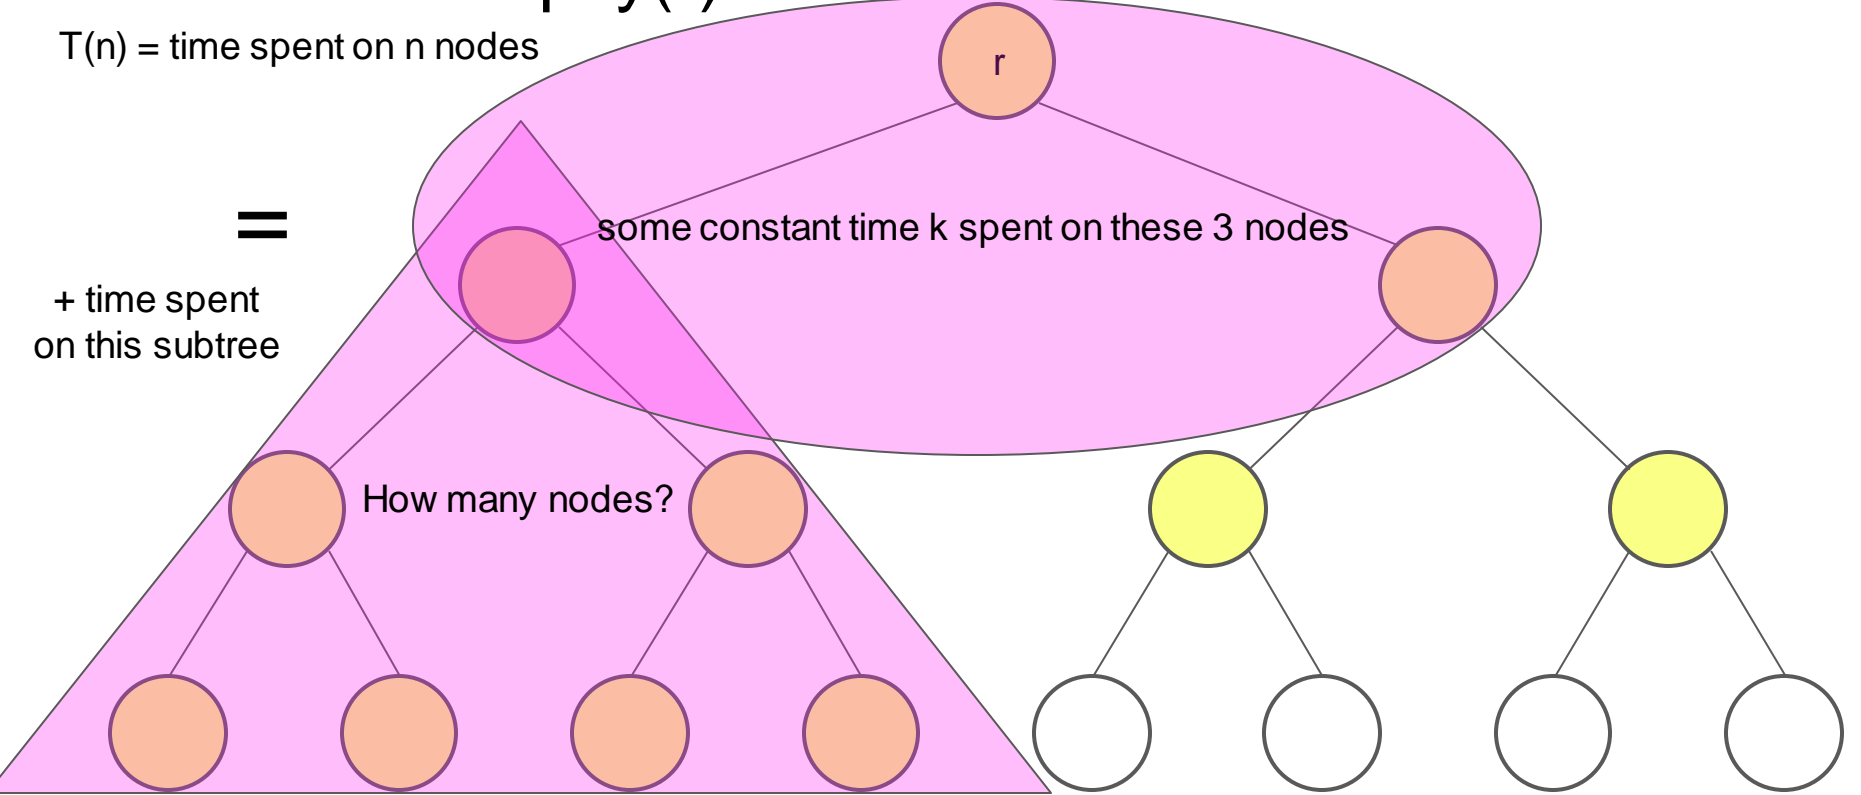 T(n) = time spent on n nodes
r
=
some constant time k spent on these 3 nodes
+ time spent
on this subtree
How many nodes?